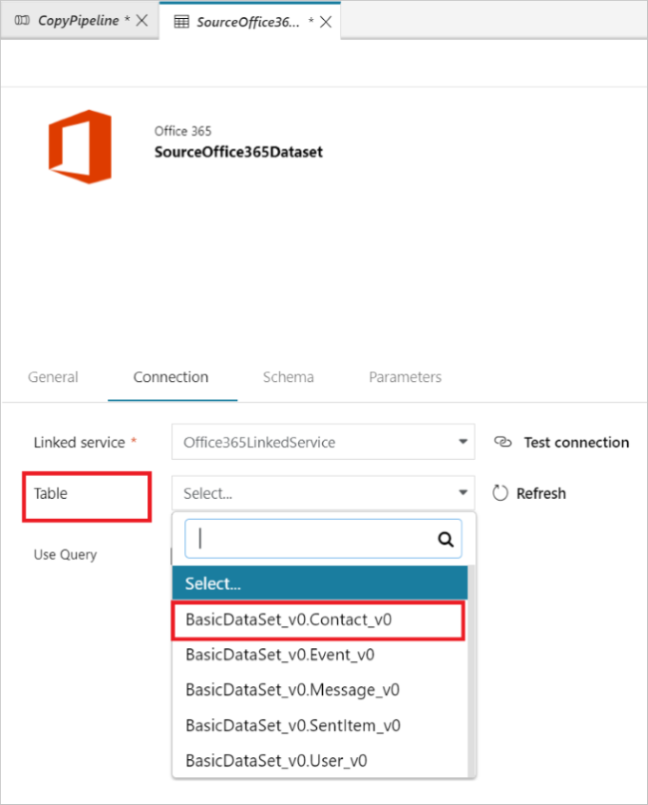 CopyPipeline *
SourceOffice36... *
Office 365
SourceOffice365Dataset
General Connection Schema Parameters
Linked service * Office365LinkedService Test connection
Table Select... Refresh
Use Query
Select...
BasicDataSet_v0.Contact_v0
BasicDataSet_v0.Event_v0
BasicDataSet_v0.Message_v0
BasicDataSet_v0.SentItem_v0
BasicDataSet_v0.User_v0